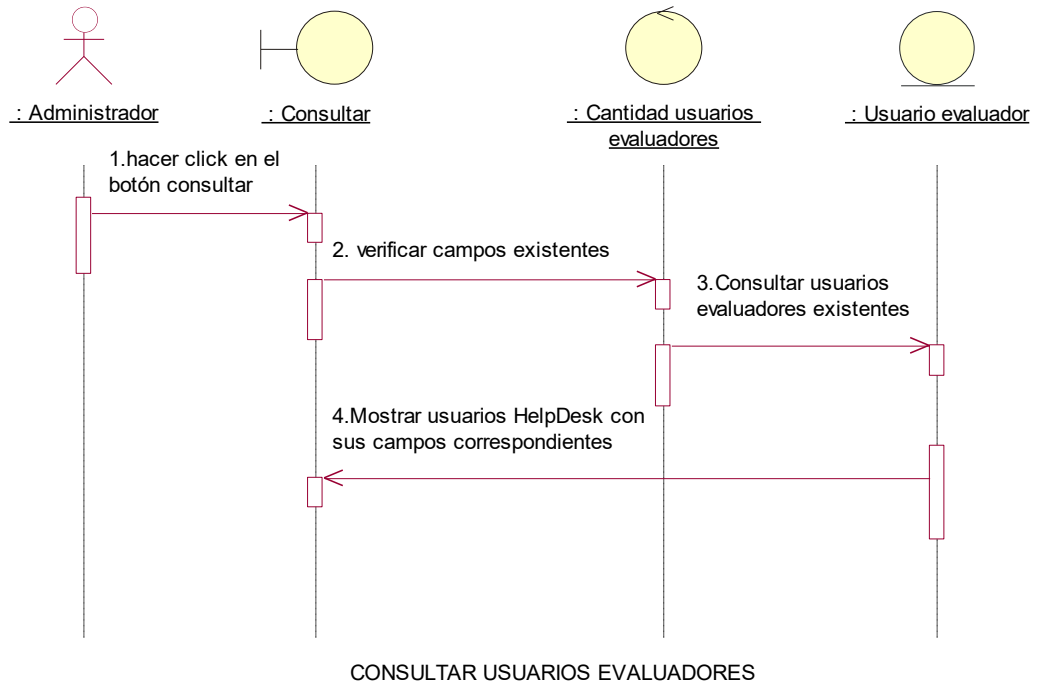 : Administrador
: Consultar
: Cantidad usuarios
evaluadores
: Usuario evaluador
1.hacer click en el
botón consultar
2. verificar campos existentes
3.Consultar usuarios
evaluadores existentes
4.Mostrar usuarios HelpDesk con
sus campos correspondientes
CONSULTAR USUARIOS EVALUADORES